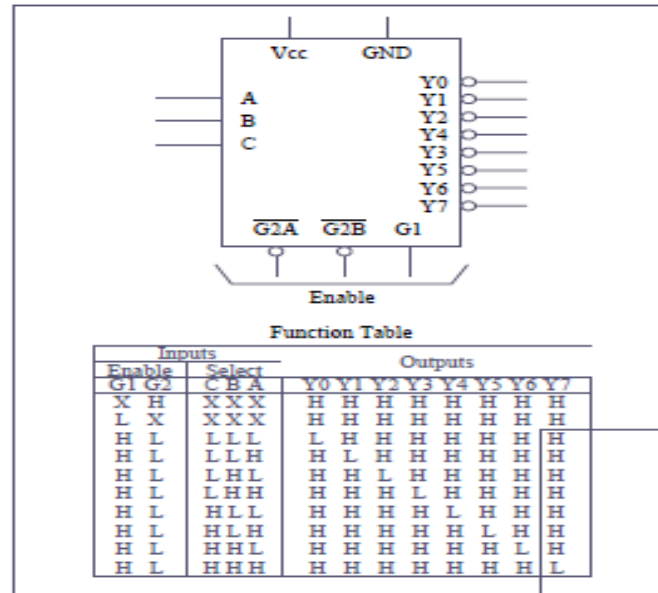 Vcc GND
Y0
A Y1
B Y2
Y4
C Y3
Y5
Y6
Y7
G2A G2B G1
Enable
Function Table
Inputs
Outputs
Enable Select
G1 G2 C B A Y0 Y1 Y2 Y3 Y4 Y5 Y6 Y7
X H X X X H H H H H H H H
L X X X X H H H H H H H H
H L L L L L H H H H H H H
H L L L H H L H H H H H H
H L L H L H H L H H H H H
H L L H H H H H L H H H H
H L H L L H H H H L H H H
H L H L H H H H H H L H H
H L H H L H H H H H H L H
H L H H H H H H H H H H L